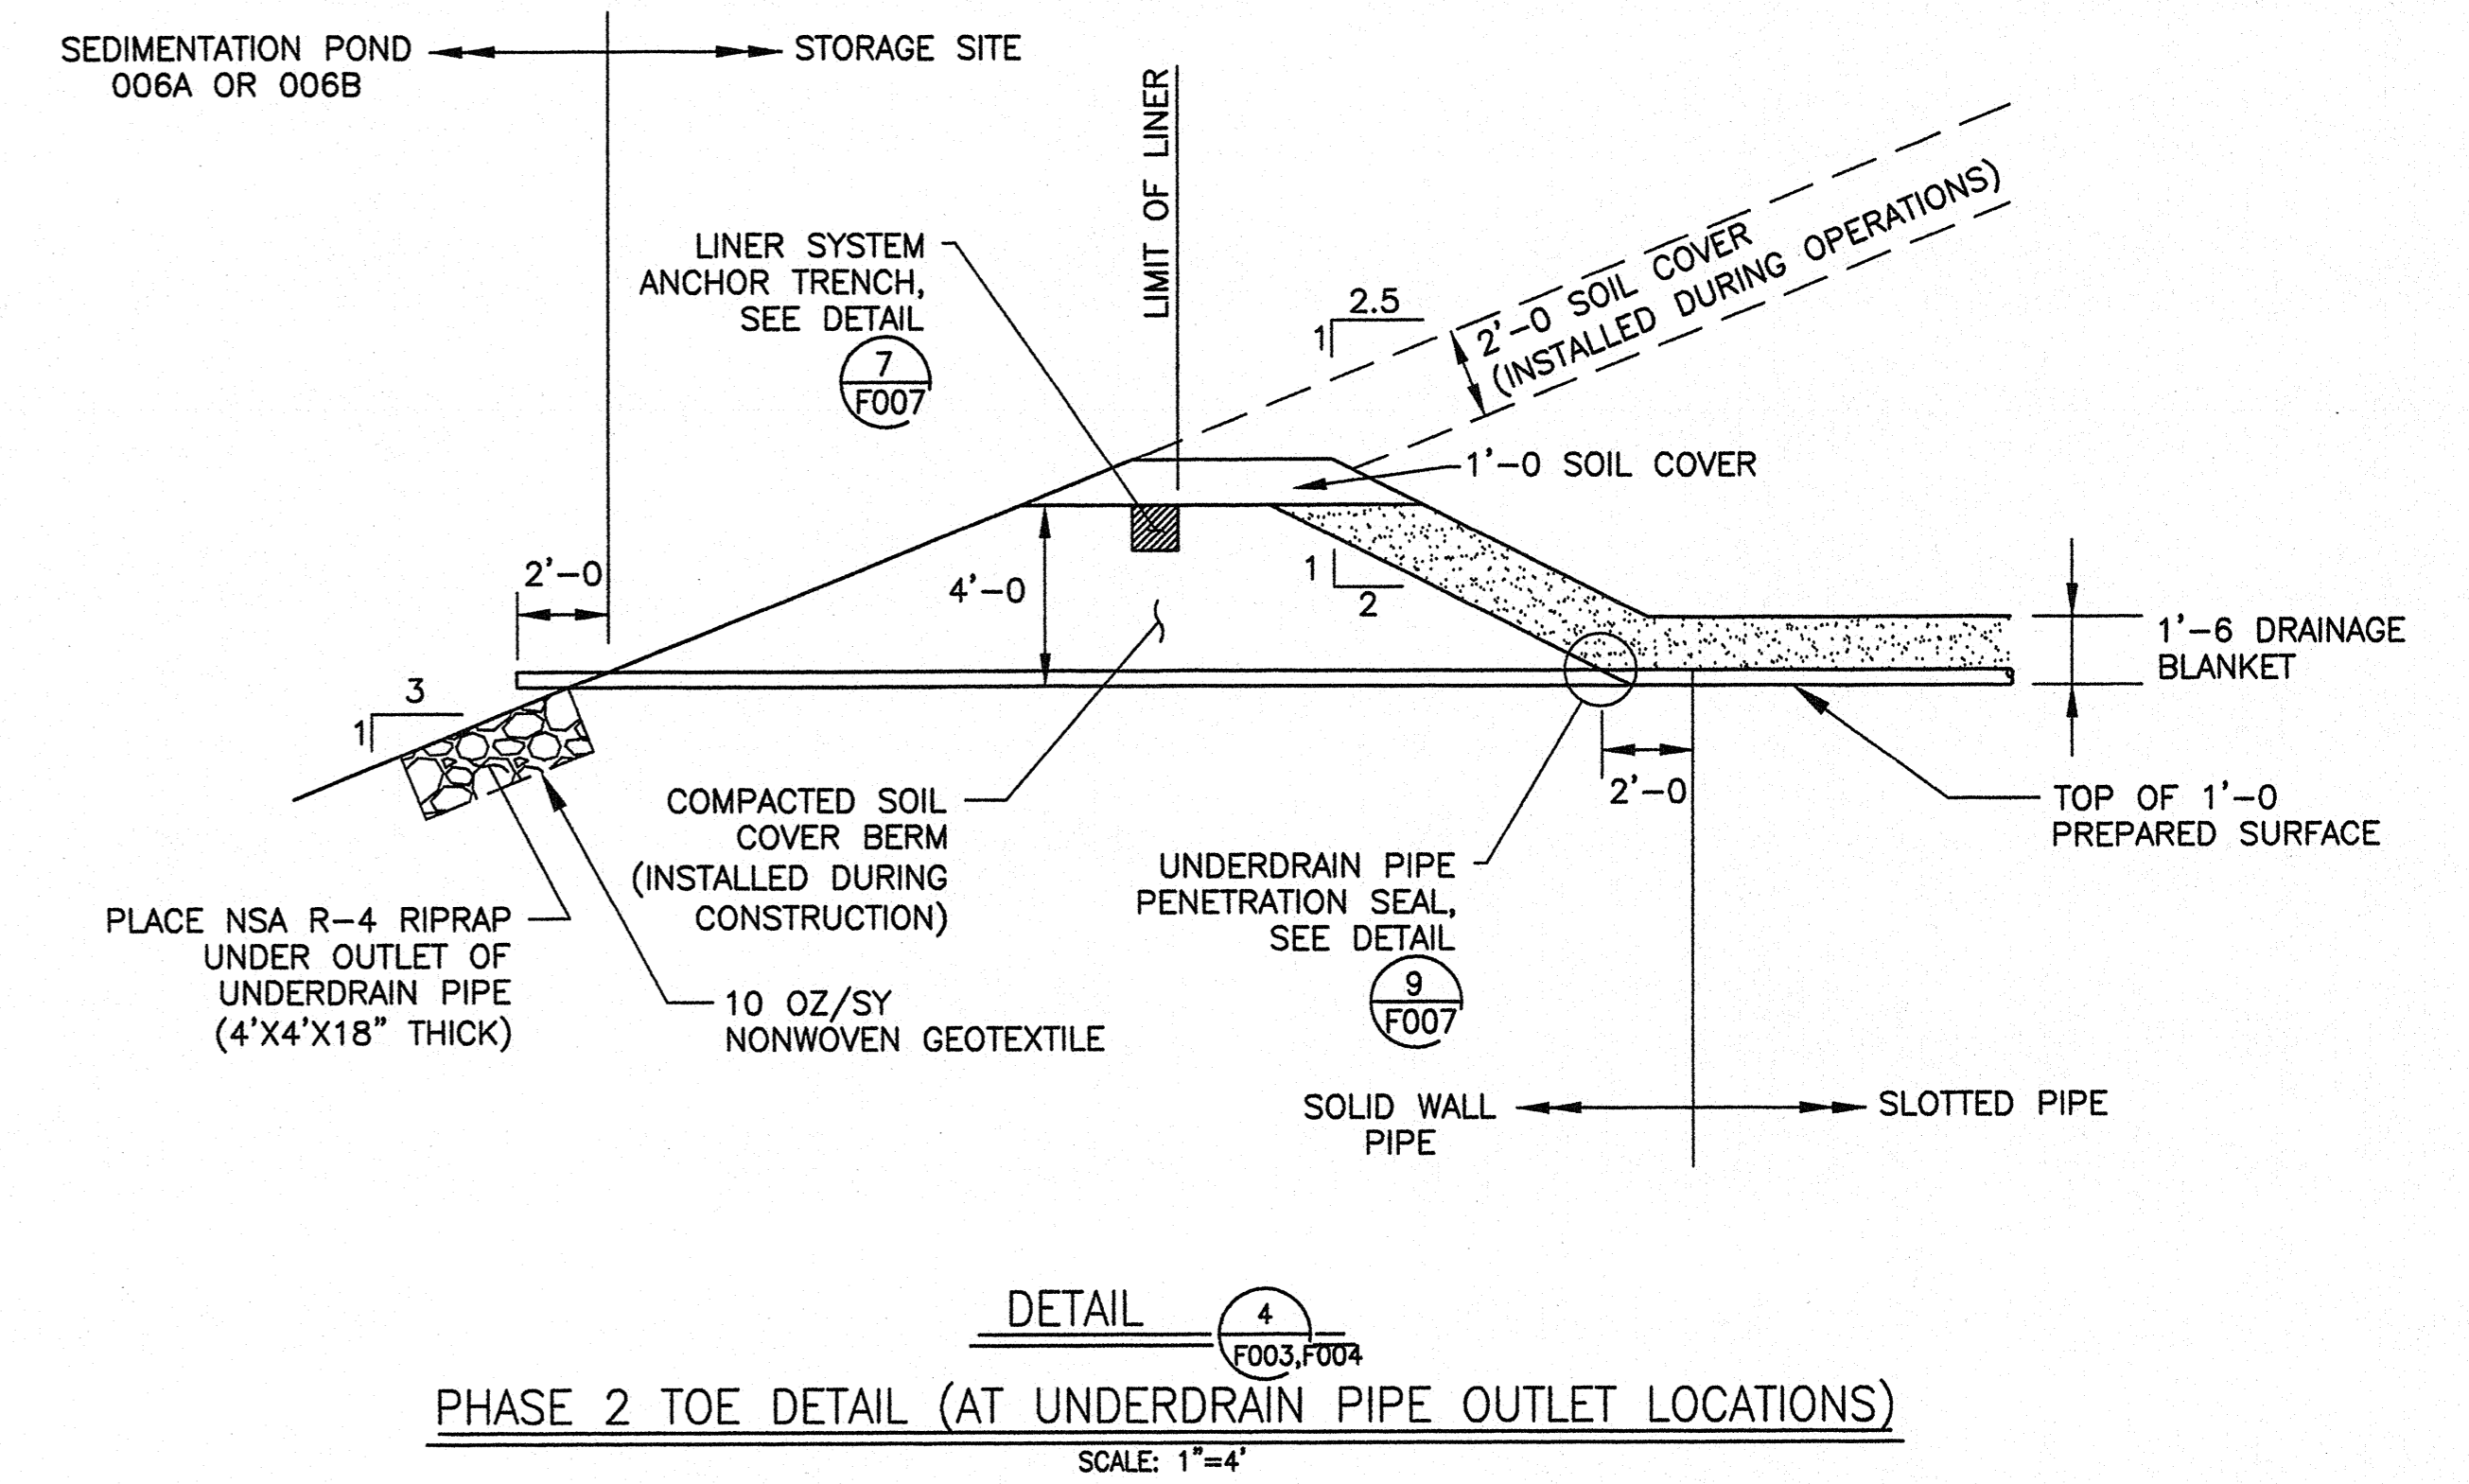 SEDIMENTATION POND
006A OR 006B
STORAGE SITE
LIMIT OF LINER
LINER SYSTEM
ANCHOR TRENCH,
SEE DETAIL
7
F007
2.5
1
2'-0 SOIL COVER
(INSTALLED DURING OPERATIONS)
1'-0 SOIL COVER
2'-0
4'-0
1
2
1'-6 DRAINAGE
BLANKET
3
1
2'-0
TOP OF 1'-0
PREPARED SURFACE
COMPACTED SOIL
COVER BERM
(INSTALLED DURING
CONSTRUCTION)
UNDERDRAIN PIPE
PENETRATION SEAL,
SEE DETAIL
9
F007
PLACE NSA R-4 RIPRAP
UNDER OUTLET OF
UNDERDRAIN PIPE
(4'X4'X18" THICK)
10 OZ/SY
NONWOVEN GEOTEXTILE
SOLID WALL
PIPE
SLOTTED PIPE
DETAIL
4
F003,F004
PHASE 2 TOE DETAIL (AT UNDERDRAIN PIPE OUTLET LOCATIONS)
SCALE: 1"=4'